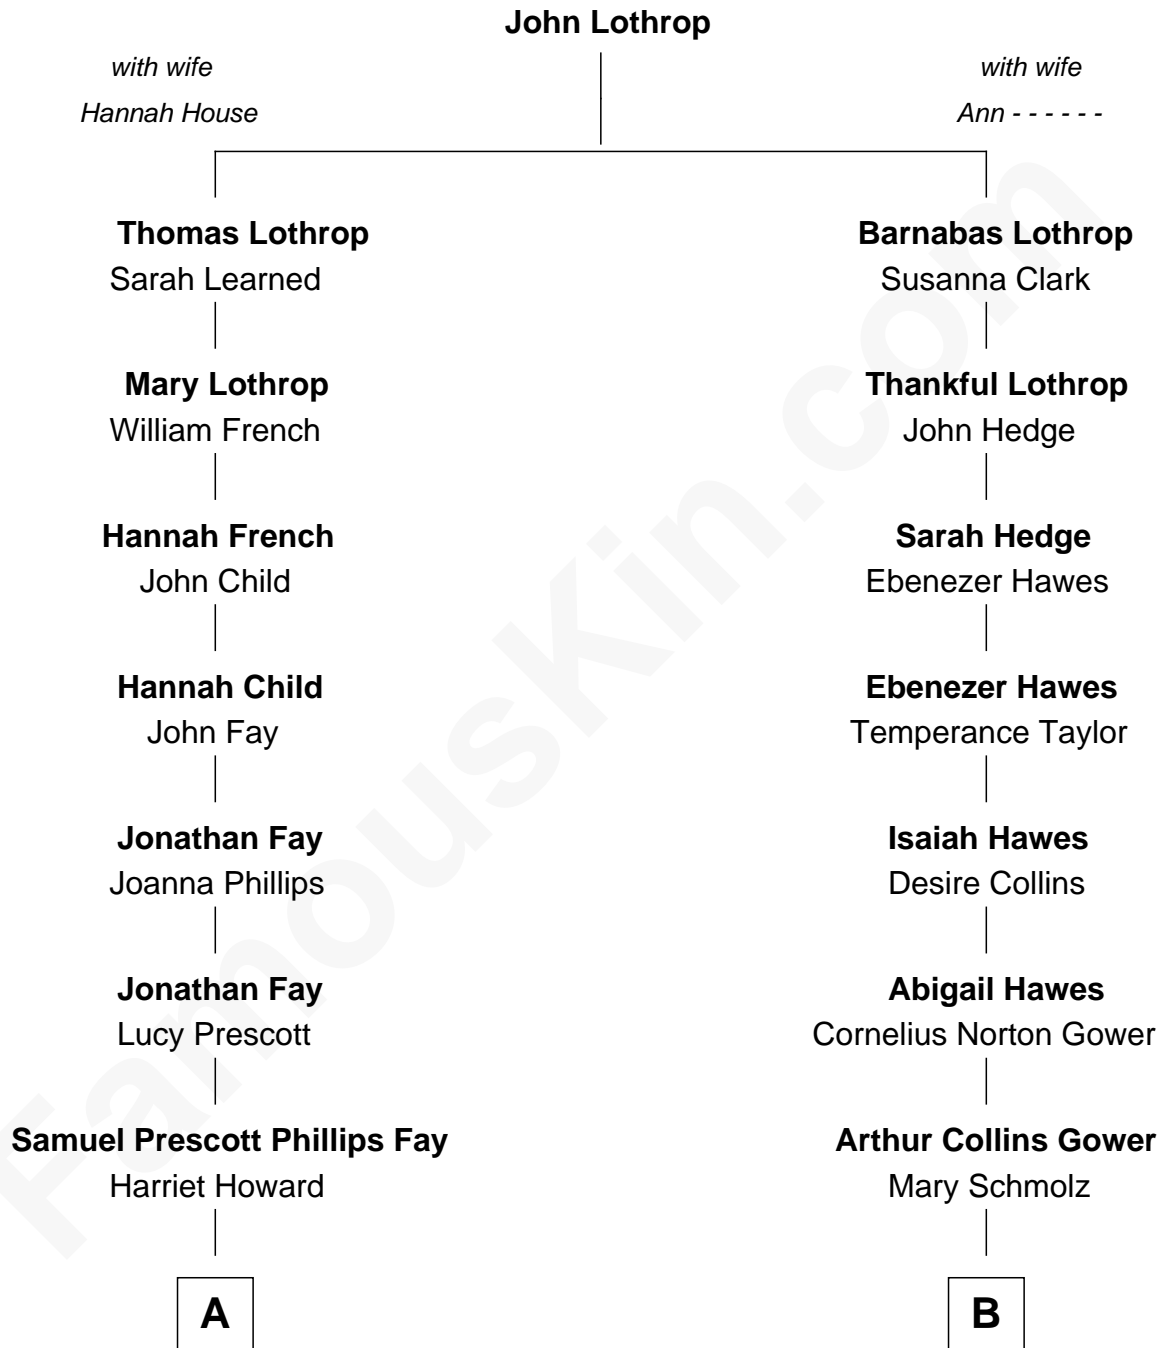 John Lothrop
with wife
Hannah House
with wife
Ann - - - - - -
Thomas Lothrop
Sarah Learned
Barnabas Lothrop
Susanna Clark
Mary Lothrop
William French
Thankful Lothrop
John Hedge
Hannah French
John Child
Sarah Hedge
Ebenezer Hawes
Hannah Child
John Fay
Ebenezer Hawes
Temperance Taylor
Jonathan Fay
Joanna Phillips
Isaiah Hawes
Desire Collins
Jonathan Fay
Lucy Prescott
Abigail Hawes
Cornelius Norton Gower
Samuel Prescott Phillips Fay
Harriet Howard
Arthur Collins Gower
Mary Schmolz
A
B
FamousKin.com